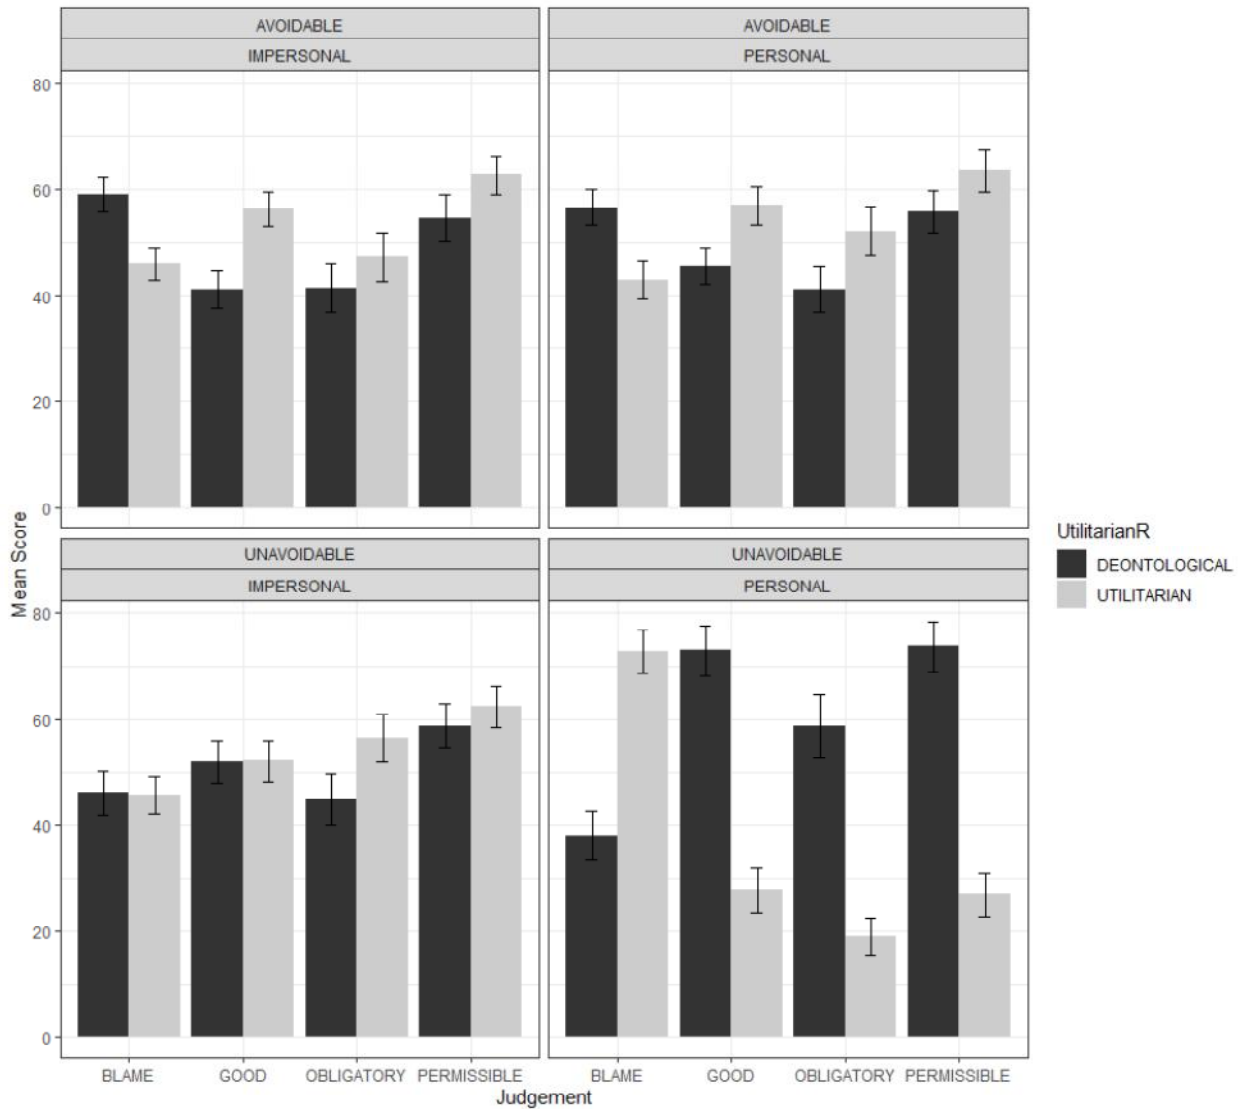 AVOIDABLE
IMPERSONAL
AVOIDABLE
PERSONAL
80
60
40
20
0
UNAVOIDABLE
IMPERSONAL
UNAVOIDABLE
PERSONAL
80
60
40
20
0
Mean Score
BLAME GOOD OBLIGATORY PERMISSIBLE
BLAME GOOD OBLIGATORY PERMISSIBLE
Judgement
UtilitarianR
DEONTOLOGICAL
UTILITARIAN